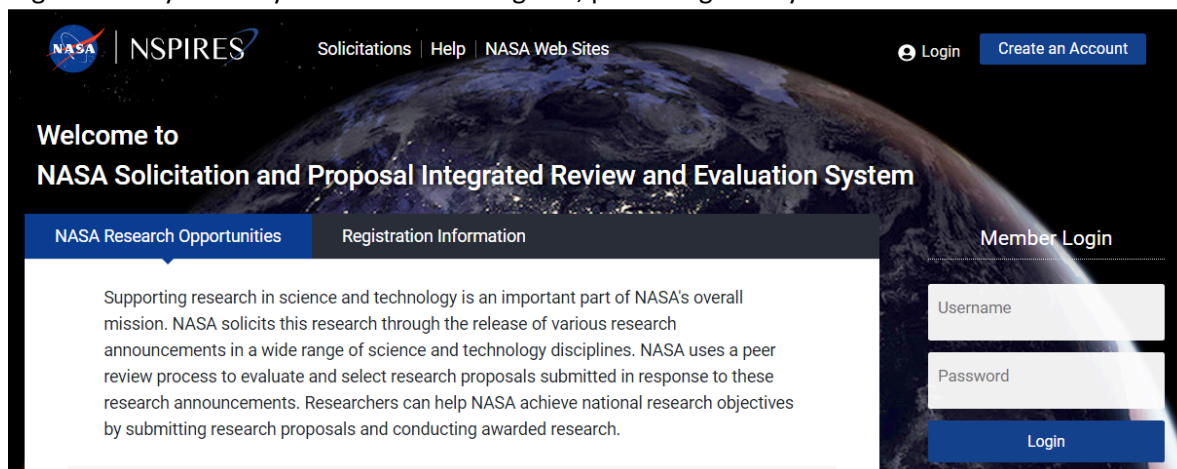 NASA NSPIRES Solicitations Help NASA Web Sites Login Create an Account
Welcome to
NASA Solicitation and Proposal Integrated Review and Evaluation System
NASA Research Opportunities Registration Information
Member Login
Supporting research in science and technology is an important part of NASA's overall
mission. NASA solicits this research through the release of various research
announcements in a wide range of science and technology disciplines. NASA uses a peer
review process to evaluate and select research proposals submitted in response to these
research announcements. Researchers can help NASA achieve national research objectives
by submitting research proposals and conducting awarded research.
Username
Password
Login